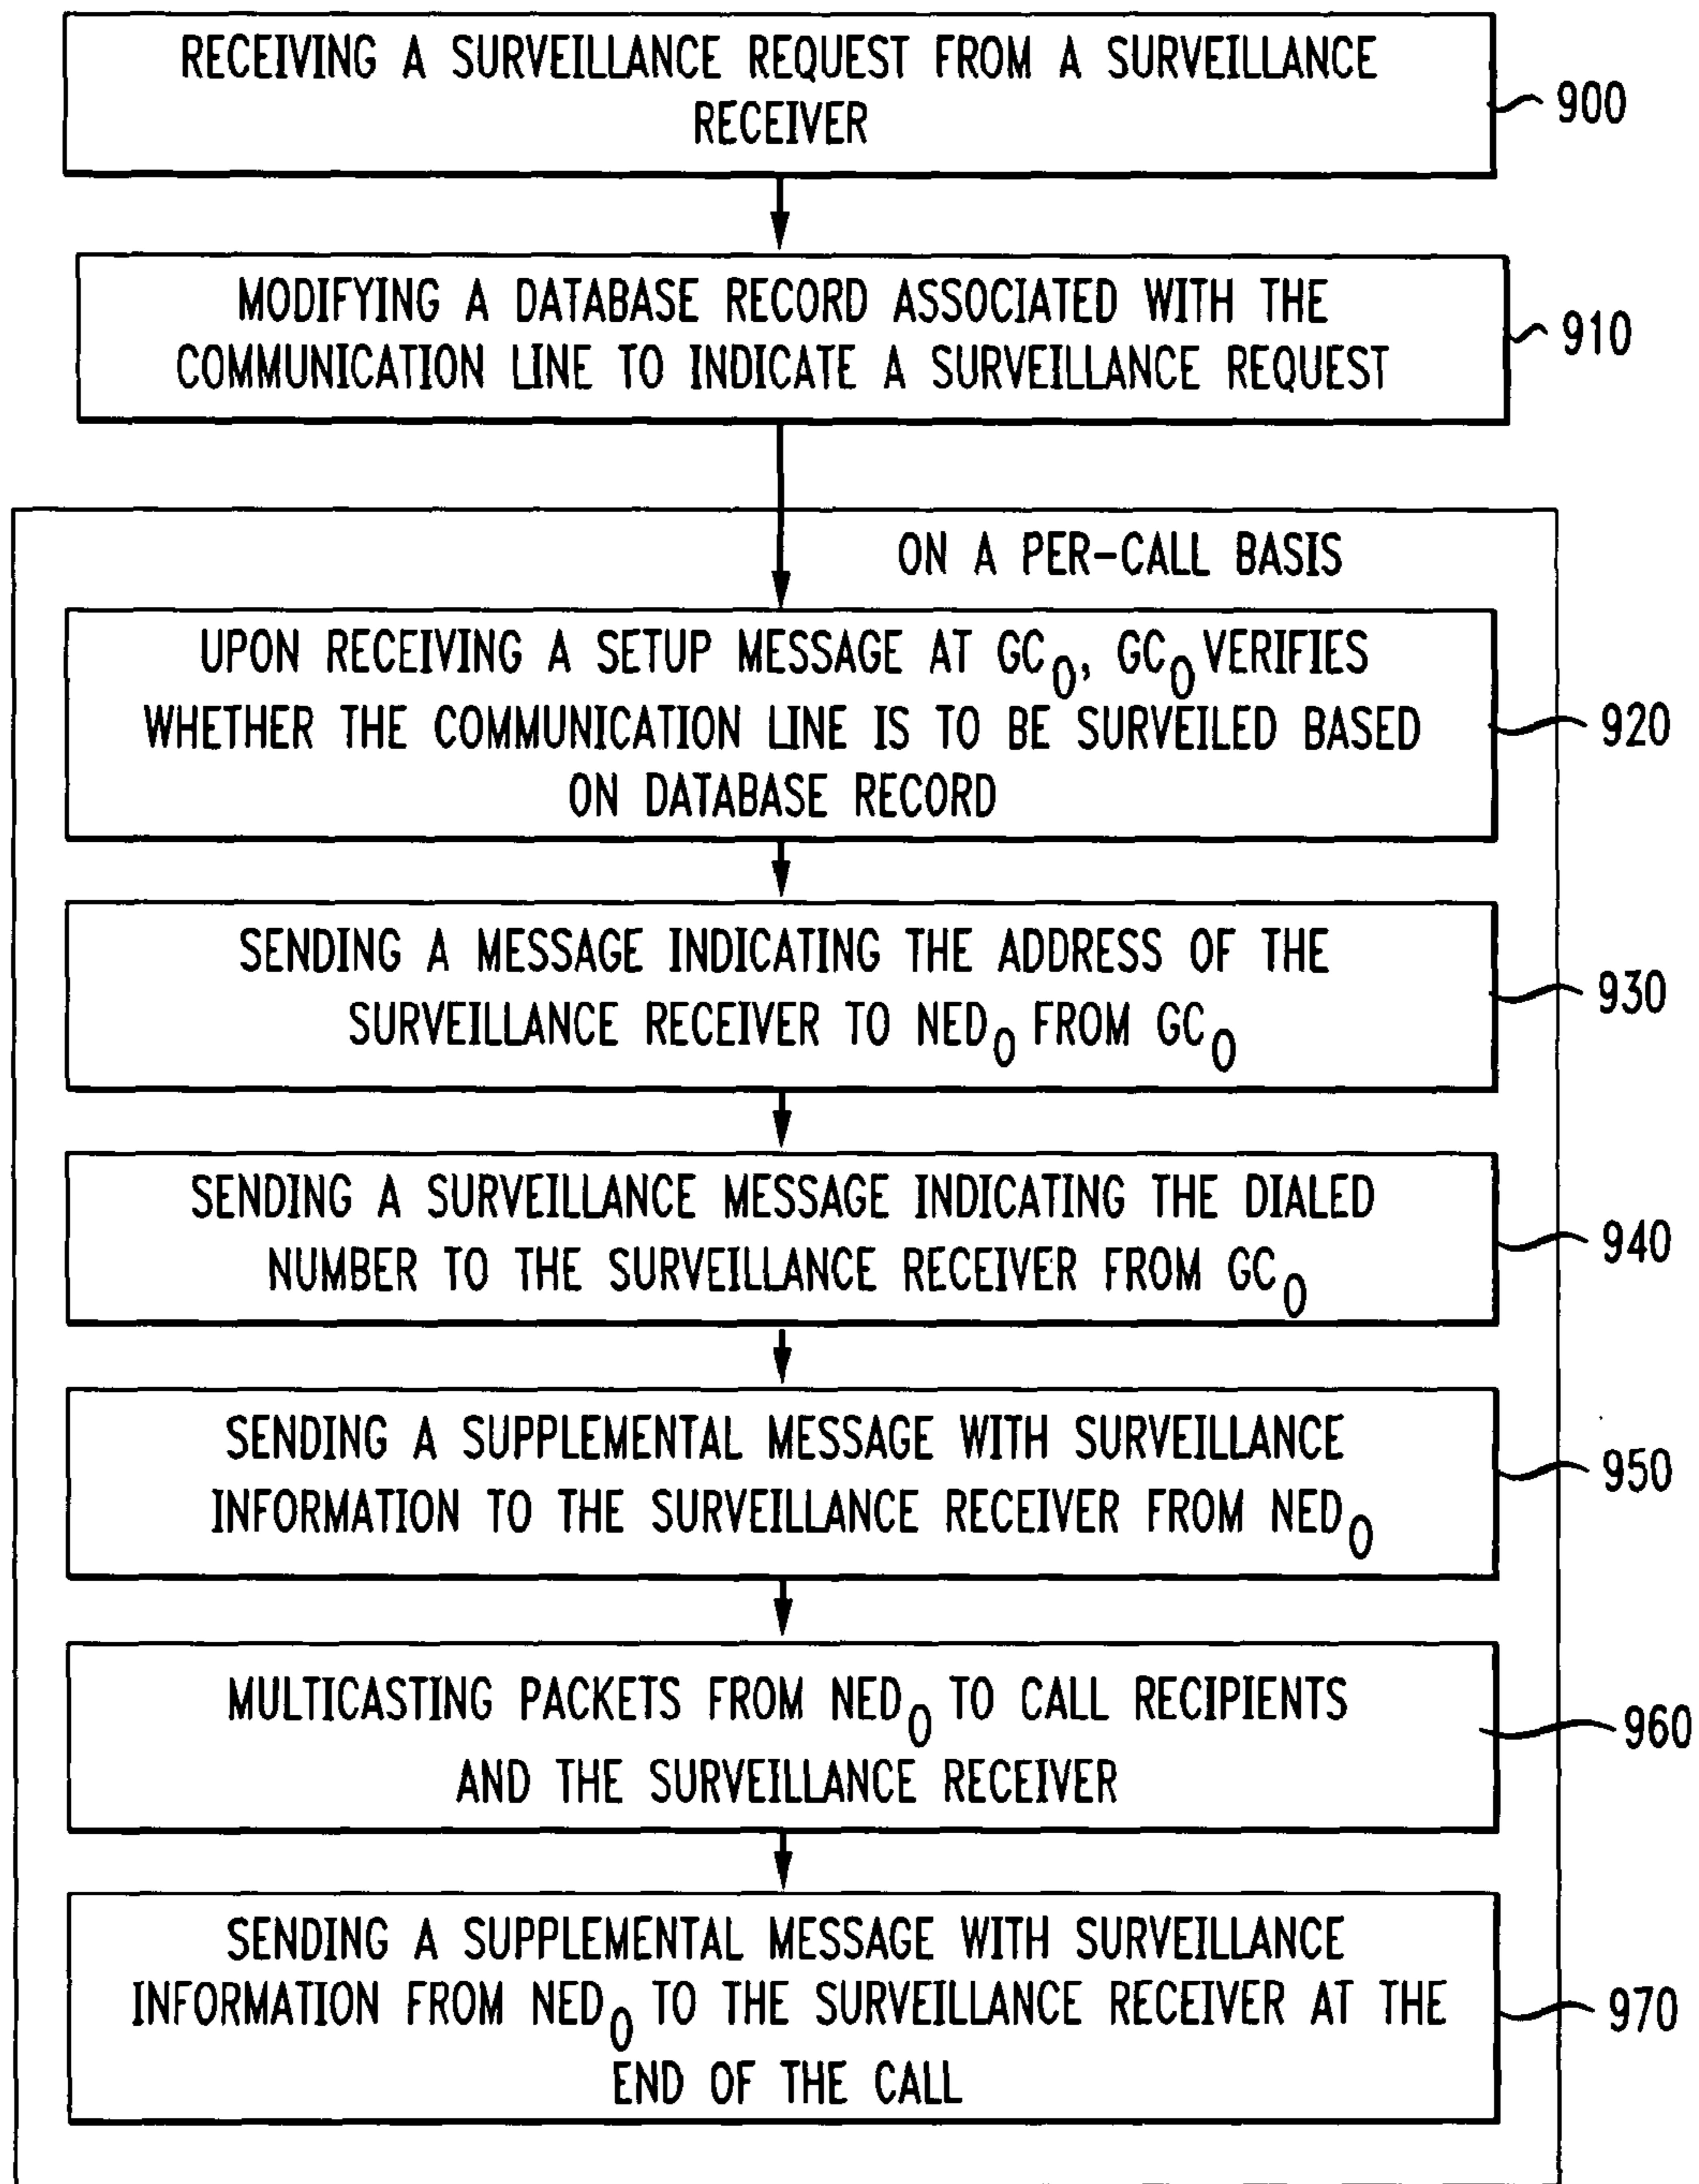 RECEIVING A SURVEILLANCE REQUEST FROM A SURVEILLANCE
RECEIVER
900
MODIFYING A DATABASE RECORD ASSOCIATED WITH THE
COMMUNICATION LINE TO INDICATE A SURVEILLANCE REQUEST
910
ON A PER-CALL BASIS
UPON RECEIVING A SETUP MESSAGE AT GC0, GC0 VERIFIES
WHETHER THE COMMUNICATION LINE IS TO BE SURVEILED BASED
ON DATABASE RECORD
920
SENDING A MESSAGE INDICATING THE ADDRESS OF THE
SURVEILLANCE RECEIVER TO NED0 FROM GC0
930
SENDING A SURVEILLANCE MESSAGE INDICATING THE DIALED
NUMBER TO THE SURVEILLANCE RECEIVER FROM GC0
940
SENDING A SUPPLEMENTAL MESSAGE WITH SURVEILLANCE
INFORMATION TO THE SURVEILLANCE RECEIVER FROM NED0
950
MULTICASTING PACKETS FROM NED0 TO CALL RECIPIENTS
AND THE SURVEILLANCE RECEIVER
960
SENDING A SUPPLEMENTAL MESSAGE WITH SURVEILLANCE
INFORMATION FROM NED0 TO THE SURVEILLANCE RECEIVER AT THE
END OF THE CALL
970